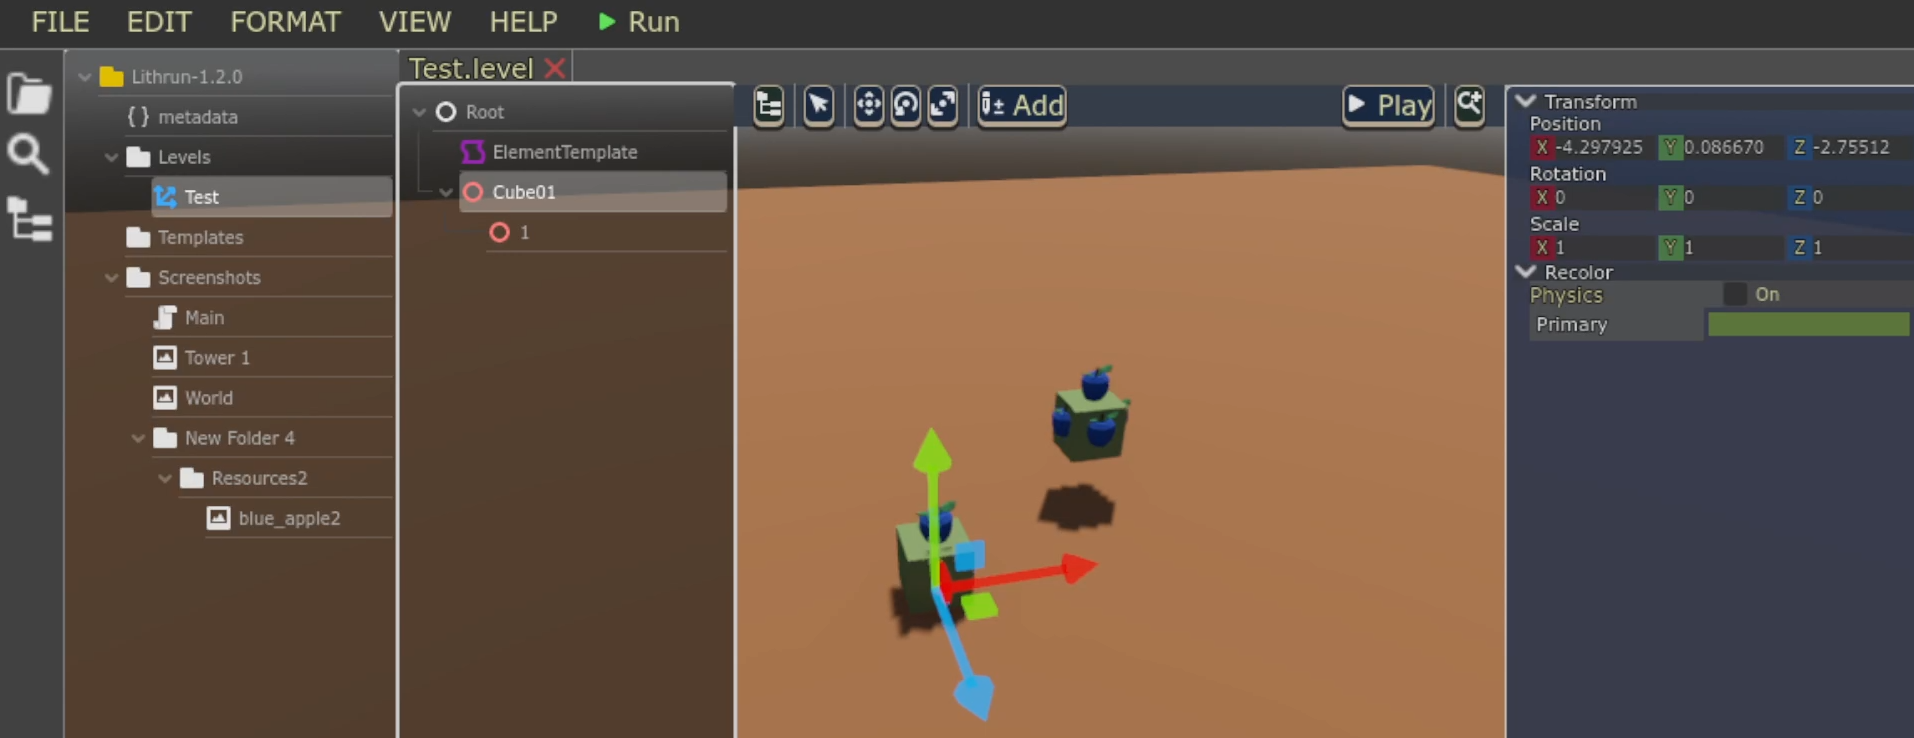 FILE EDIT FORMAT VIEW HELP Run
Lithrun-1.2.0
{ } metadata
Levels
Test
Templates
Screenshots
Main
Tower 1
World
New Folder 4
Resources2
blue_apple2
Test.level
Root
ElementTemplate
Cube01
1
Add
Play
Transform
Position
X -4.297925 Y 0.086670 Z -2.75512
Rotation
X 0 Y 0 Z 0
Scale
X 1 Y 1 Z 1
Recolor
Physics On
Primary